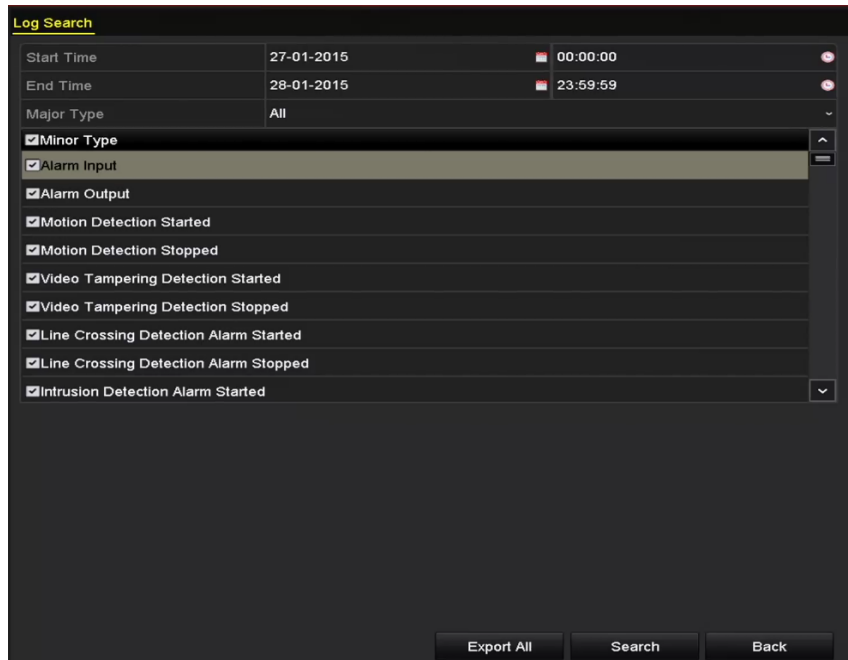 Log Search
Start Time 27-01-2015 00:00:00
End Time 28-01-2015 23:59:59
Major Type All
Minor Type
Alarm Input
Alarm Output
Motion Detection Started
Motion Detection Stopped
Video Tampering Detection Started
Video Tampering Detection Stopped
Line Crossing Detection Alarm Started
Line Crossing Detection Alarm Stopped
Intrusion Detection Alarm Started
Export All Search Back